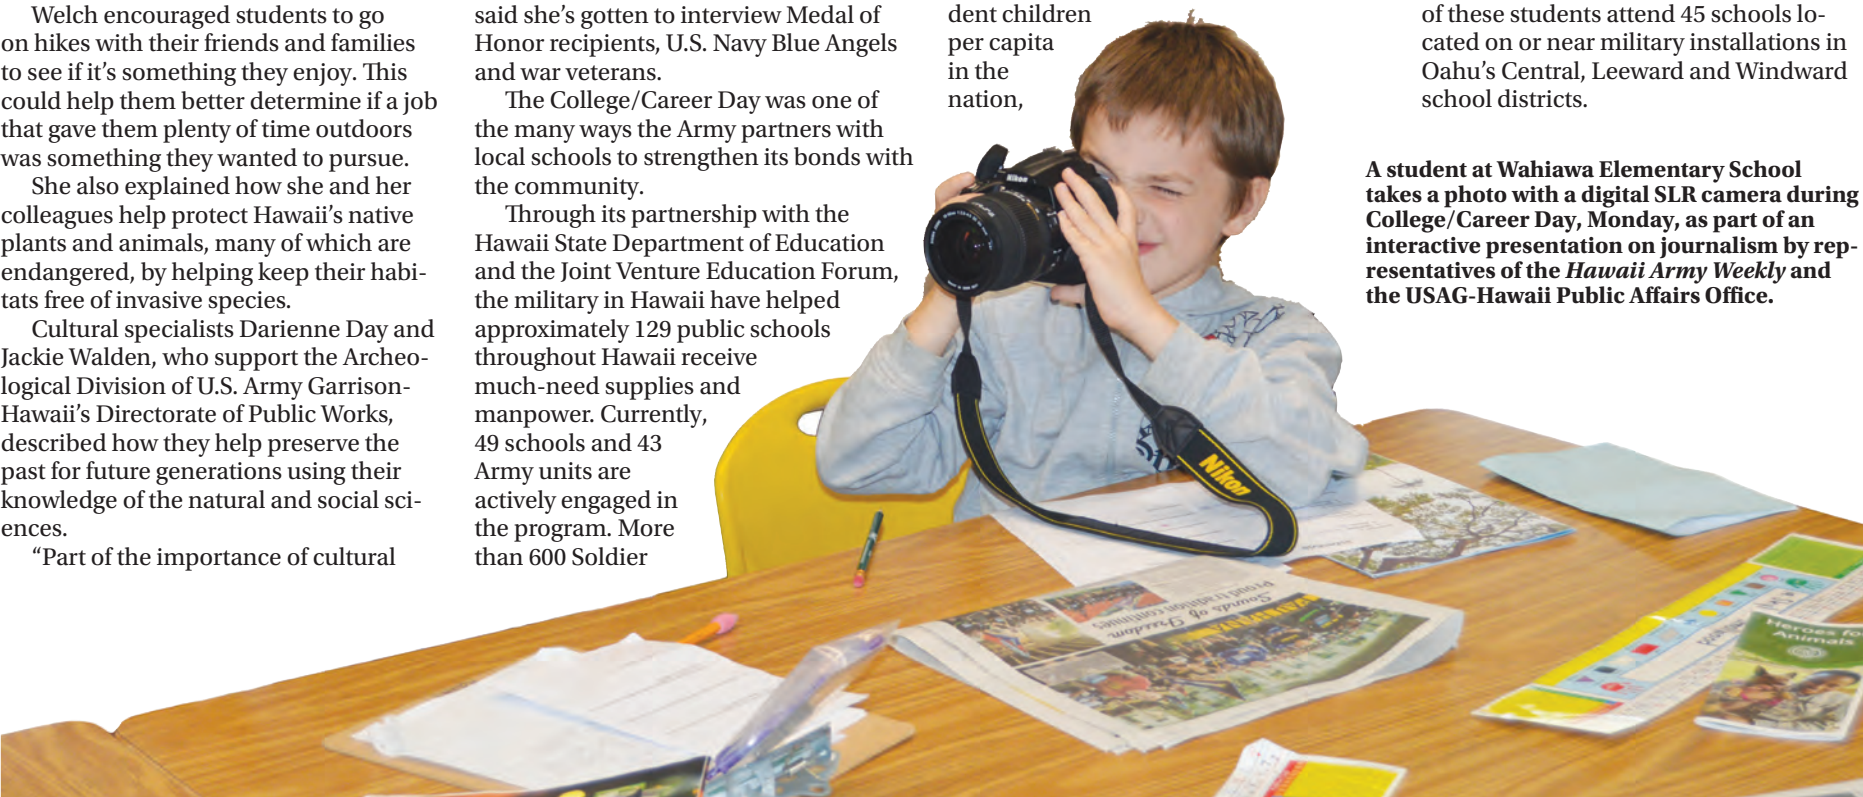 Welch encouraged students to go
on hikes with their friends and families
to see if it's something they enjoy. This
could help them better determine if a job
that gave them plenty of time outdoors
was something they wanted to pursue.
She also explained how she and her
colleagues help protect Hawaii's native
plants and animals, many of which are
endangered, by helping keep their habi-
tats free of invasive species.
Cultural specialists Darienne Day and
Jackie Walden, who support the Archeo-
logical Division of U.S. Army Garrison-
Hawaii's Directorate of Public Works,
described how they help preserve the
past for future generations using their
knowledge of the natural and social sci-
ences.
“Part of the importance of cultural
said she's gotten to interview Medal of
Honor recipients, U.S. Navy Blue Angels
and war veterans.
The College/Career Day was one of
the many ways the Army partners with
local schools to strengthen its bonds with
the community.
Through its partnership with the
Hawaii State Department of Education
and the Joint Venture Education Forum,
the military in Hawaii have helped
approximately 129 public schools
throughout Hawaii receive
much-need supplies and
manpower. Currently,
49 schools and 43
Army units are
actively engaged in
the program. More
than 600 Soldier
dent children
per capita
in the
nation,
of these students attend 45 schools lo-
cated on or near military installations in
Oahu's Central, Leeward and Windward
school districts.
A student at Wahiawa Elementary School
takes a photo with a digital SLR camera during
College/Career Day, Monday, as part of an
interactive presentation on journalism by rep-
resentatives of the Hawaii Army Weekly and
the USAG-Hawaii Public Affairs Office.
Nikon
Nikon
Sounds of Freedom
Proud tradition continues
Heroes for
Animals